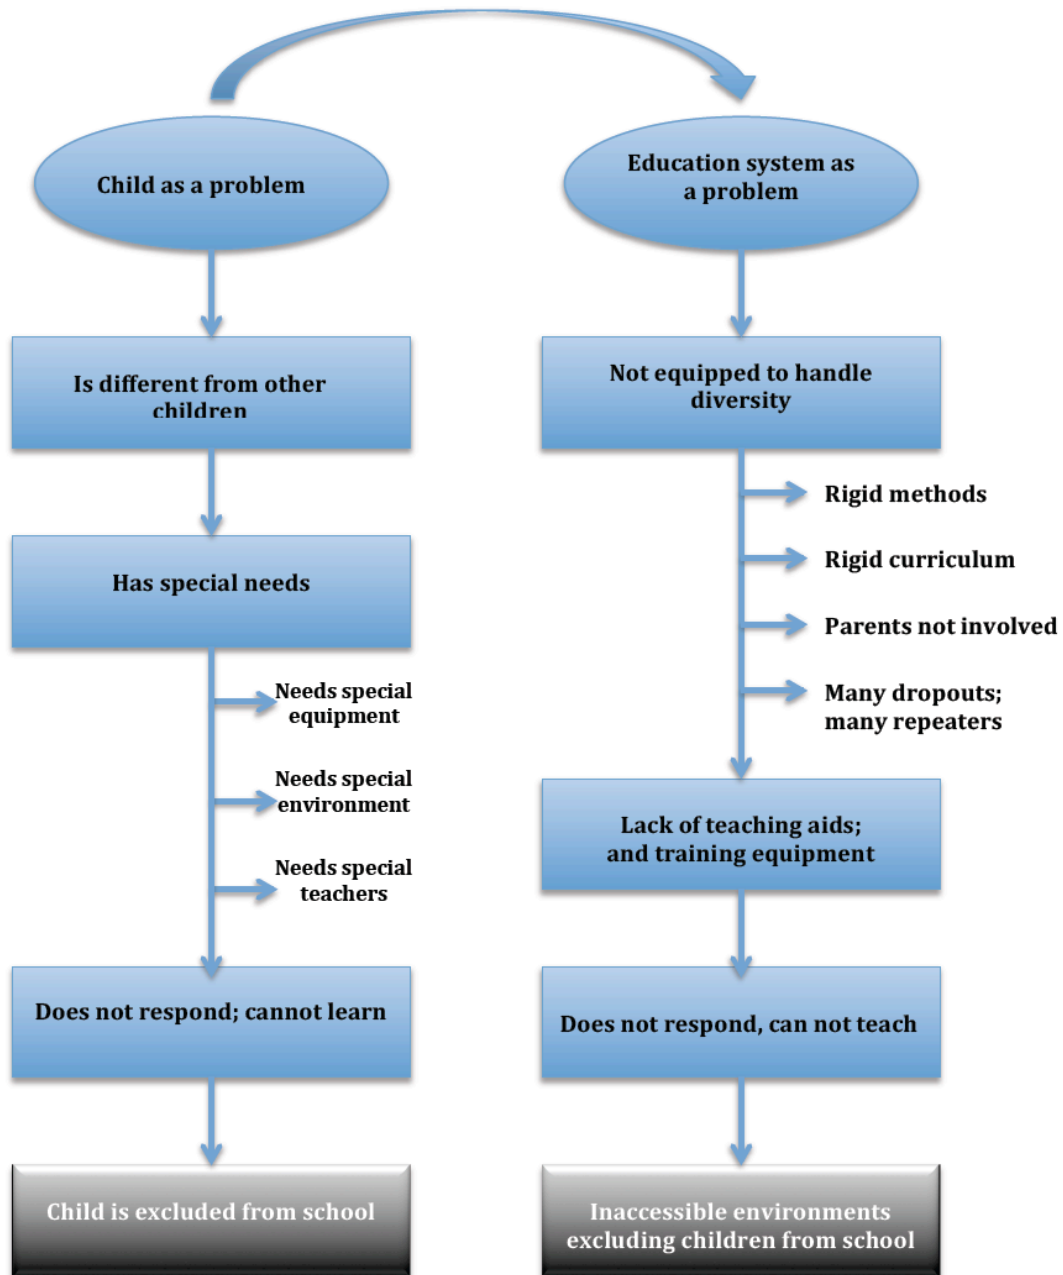 Child as a problem
Is different from other
children
Has special needs
Needs special
equipment
Needs special
environment
Needs special
teachers
Does not respond; cannot learn
Child is excluded from school
Education system as
a problem
Not equipped to handle
diversity
Rigid methods
Rigid curriculum
Parents not involved
Many dropouts;
many repeaters
Lack of teaching aids;
and training equipment
Does not respond, can not teach
Inaccessible environments
excluding children from school